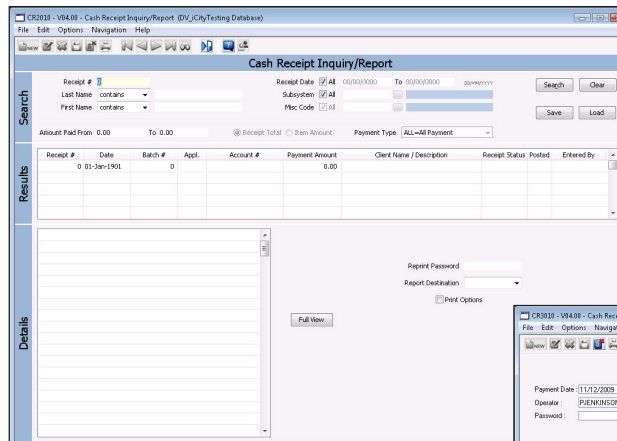 CR2010 - V04.00 - Cash Receipt Inquiry/Report (DV_iCityTesting Database)
File Edit Options Navigation Help
NEW
Cash Receipt Inquiry/Report
Search
Receipt # 0 Receipt Date All 00/00/0000 To 00/00/0000 DD/MM/YYYY Search Clear
Last Name contains Subsystem All ...
First Name contains Misc Code All ... Save Load
Amount Paid From 0.00 To 0.00 Receipt Total Item Amount Payment Type ALL=All Payment
Results
Receipt # Date Batch # Appl. Account # Payment Amount Client Name / Description Receipt Status Posted Entered By
0 01-Jan-1901 0 0.00
Details
Reprint Password
Report Destination
Print Options
Full View
CR3010 - V04.00 - Cash Rece
File Edit Options Navigat
NEW
Payment Date : 11/12/2009
Operator : PJENKINSON
Password :